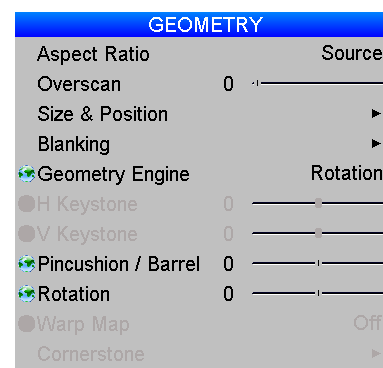 GEOMETRY
Aspect Ratio Source
Overscan 0
Size & Position
Blanking
Geometry Engine Rotation
H Keystone 0
V Keystone 0
Pincushion / Barrel 0
Rotation 0
Warp Map Off
Cornerstone